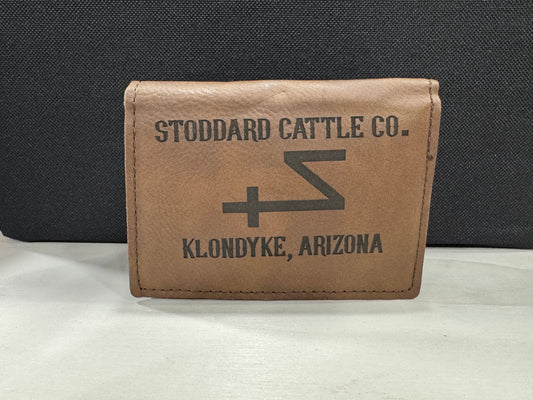 STODDARD CATTLE CO.
KLONDYKE, ARIZONA